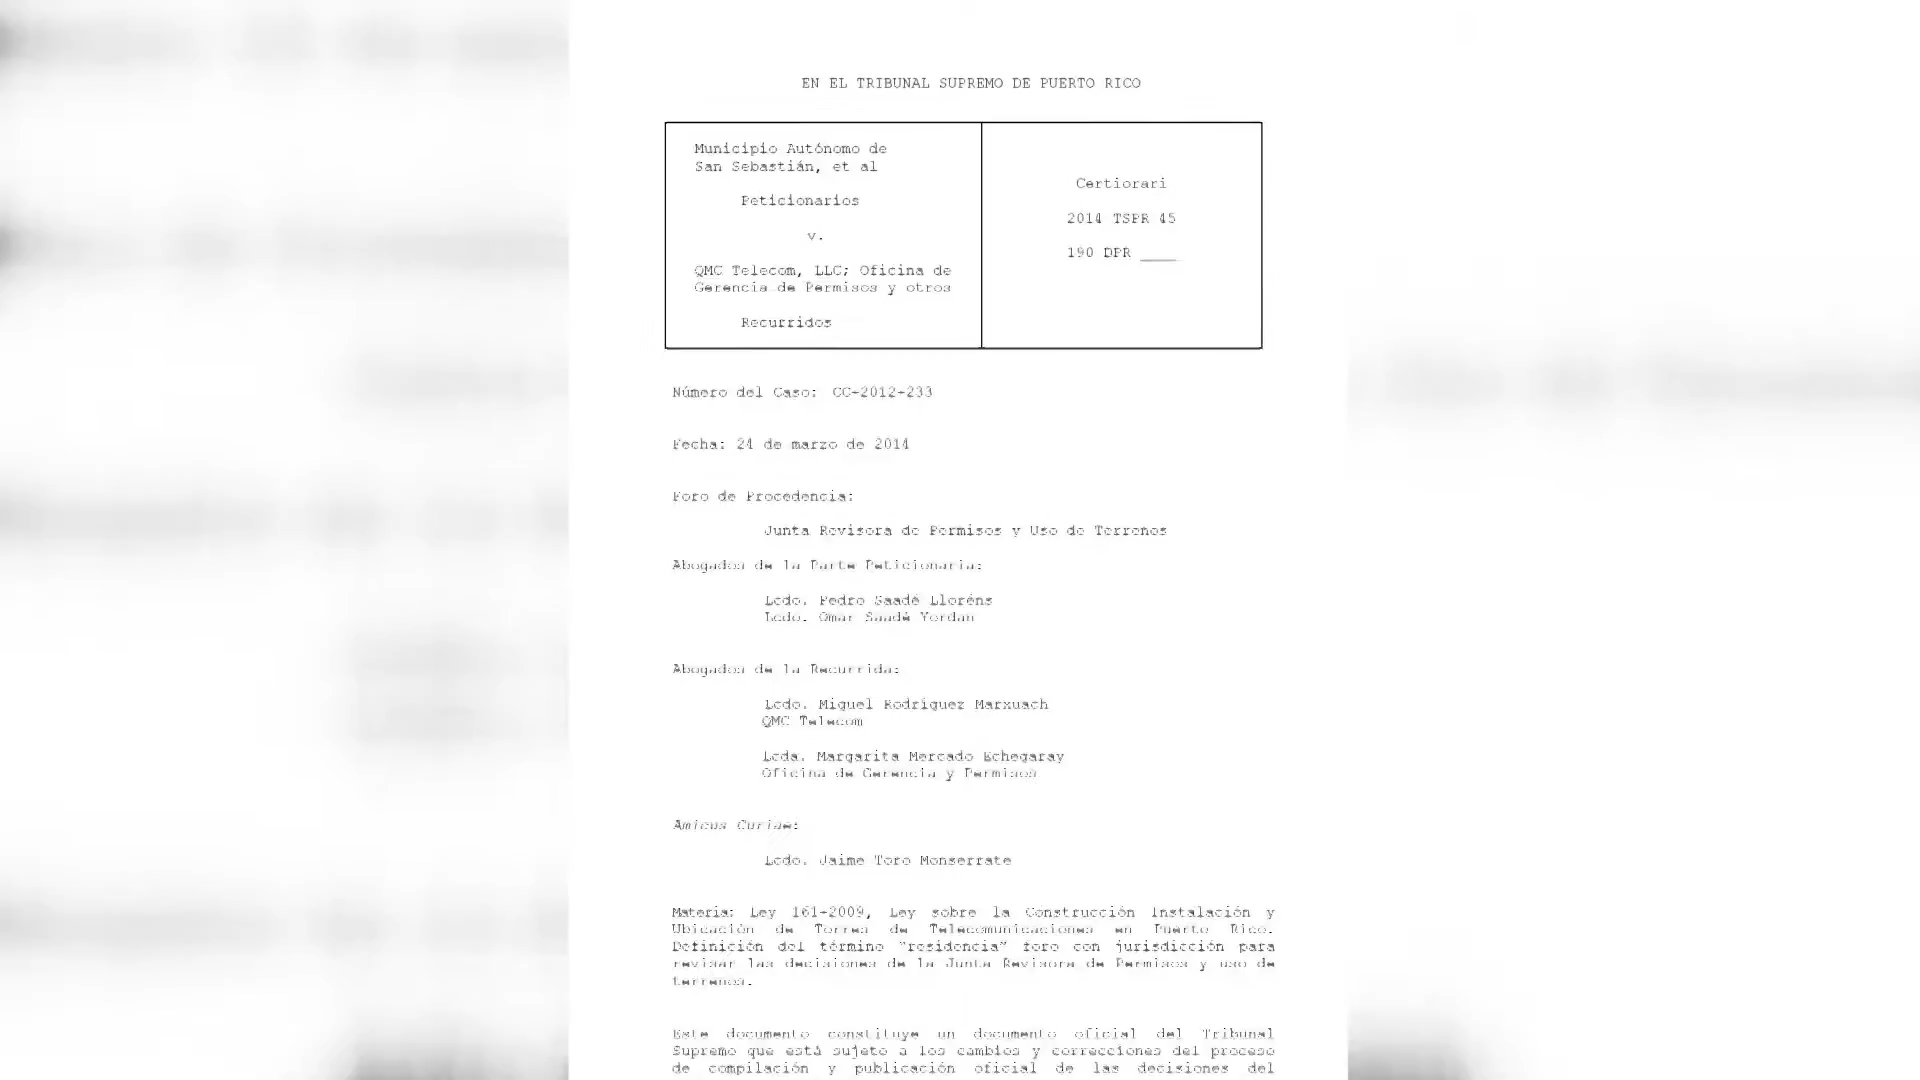 EN EL TRIBUNAL SUPREMO DE PUERTO RICO
Municipio Autónomo de
San Sebastián, et al
Peticionarios
v.
QMC Telecom, LLC; Oficina de
Gerencia de Permisos y otros
Recurridos
Certiorari
2014 TSPR 45
190 DPR ____
Número del Caso: CC-2012-233
Fecha: 24 de marzo de 2014
Foro de Procedencia:
Junta Revisora de Permisos y Uso de Terrenos
Abogados de la Parte Peticionaria:
Lcdo. Pedro Saadé Lloréns
Lcdo. Omar Saadé Yordan
Abogados de la Recurrida:
Lcdo. Miguel Rodríguez Marxuach
QMC Telecom
Lcda. Margarita Mercado Echegaray
Oficina de Gerencia y Permisos
Amicus Curiae:
Lcdo. Jaime Toro Monserrate
Materia: Ley 161-2009, Ley sobre la Construcción Instalación y
Ubicación de Torres de Telecomunicaciones en Puerto Rico.
Definición del término "residencia" foro con jurisdicción para
revisar las decisiones de la Junta Revisora de Permisos y uso de
terrenos.
Este documento constituye un documento oficial del Tribunal
Supremo que está sujeto a los cambios y correcciones del proceso
de compilación y publicación oficial de las decisiones del